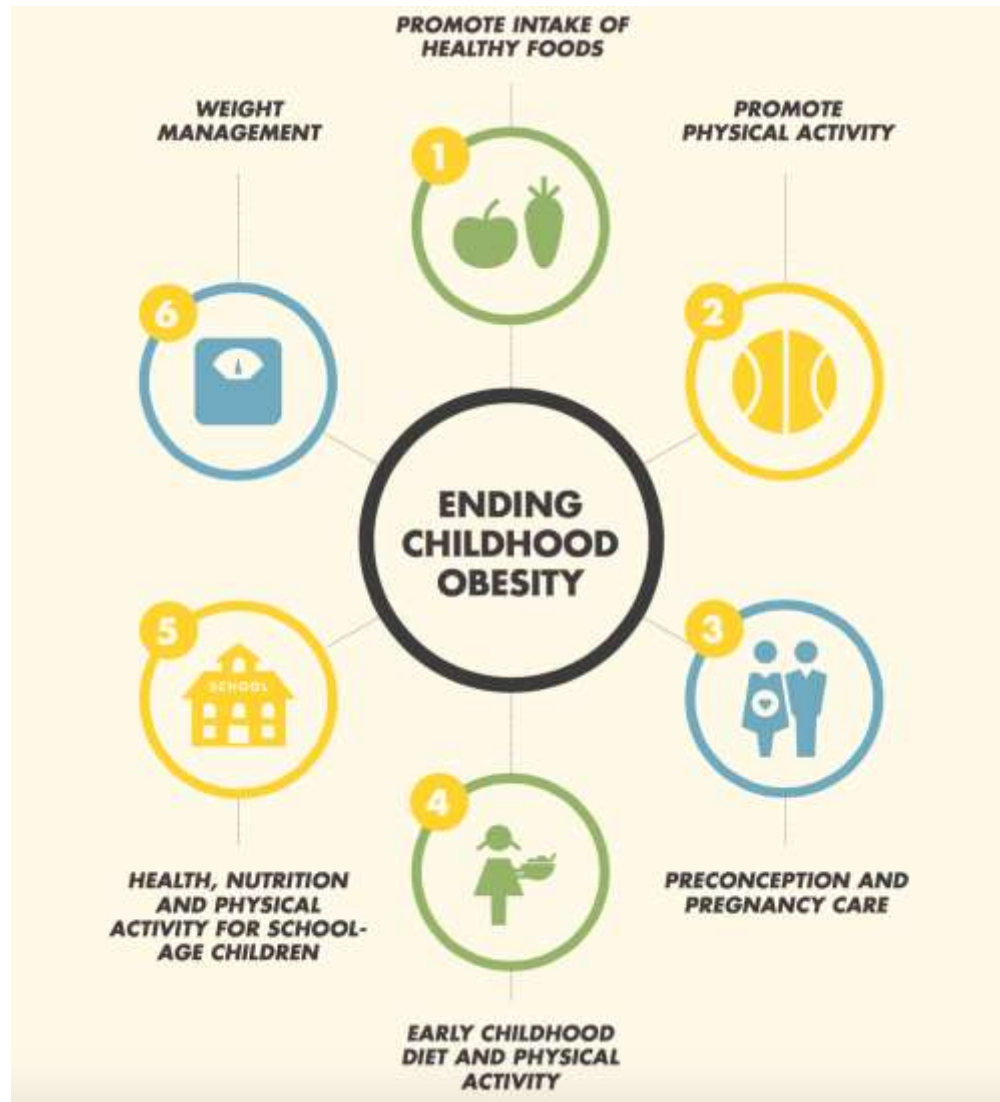 PROMOTE INTAKE OF
HEALTHY FOODS
1
PROMOTE
PHYSICAL ACTIVITY
2
PRECONCEPTION AND
PREGNANCY CARE
3
EARLY CHILDHOOD
DIET AND PHYSICAL
ACTIVITY
4
HEALTH, NUTRITION
AND PHYSICAL
ACTIVITY FOR SCHOOL-
AGE CHILDREN
5
SCHOOL
WEIGHT
MANAGEMENT
6
ENDING
CHILDHOOD
OBESITY